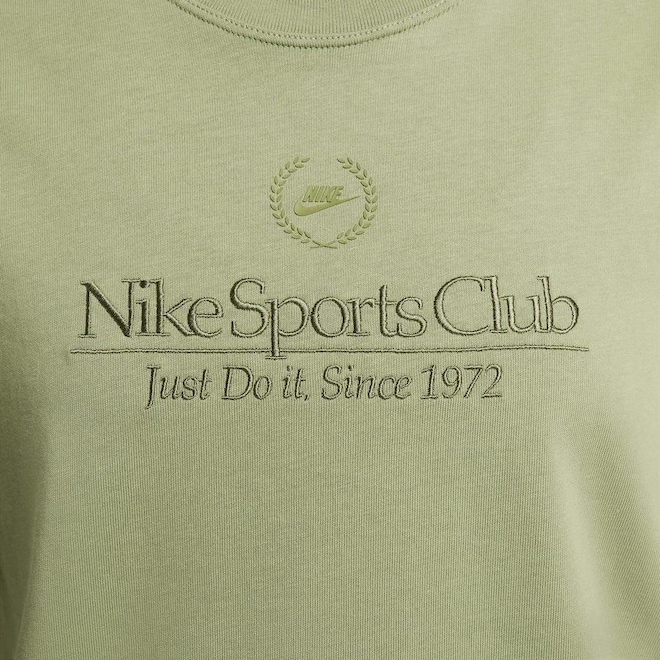 NIKE
Nike Sports Club
Just Do it, Since 1972